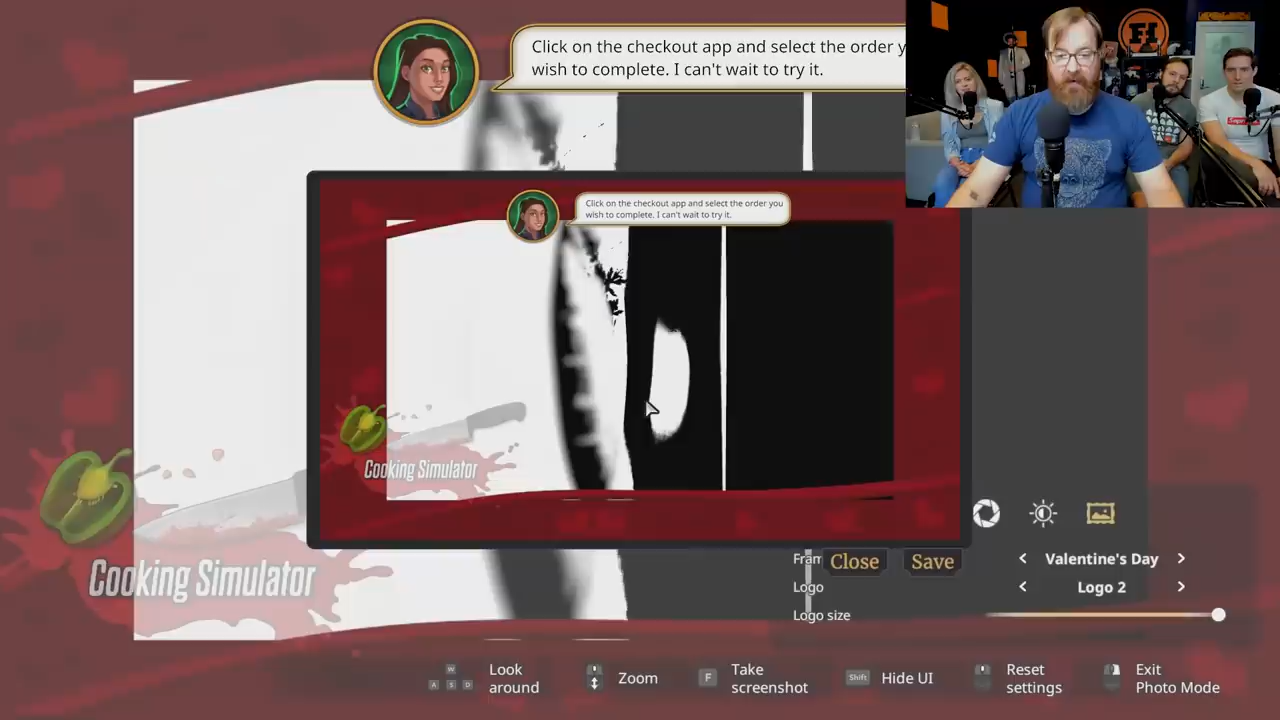 Click on the checkout app and select the order y
wish to complete. I can't wait to try it.
Click on the checkout app and select the order you
wish to complete. I can't wait to try it.
Cooking Simulator
Cooking Simulator
Fram
Close
Save
Valentine's Day
Logo
Logo 2
Logo size
W
A S D
Look
around
Zoom
F
Take
screenshot
Shift
Hide UI
Reset
settings
Exit
Photo Mode